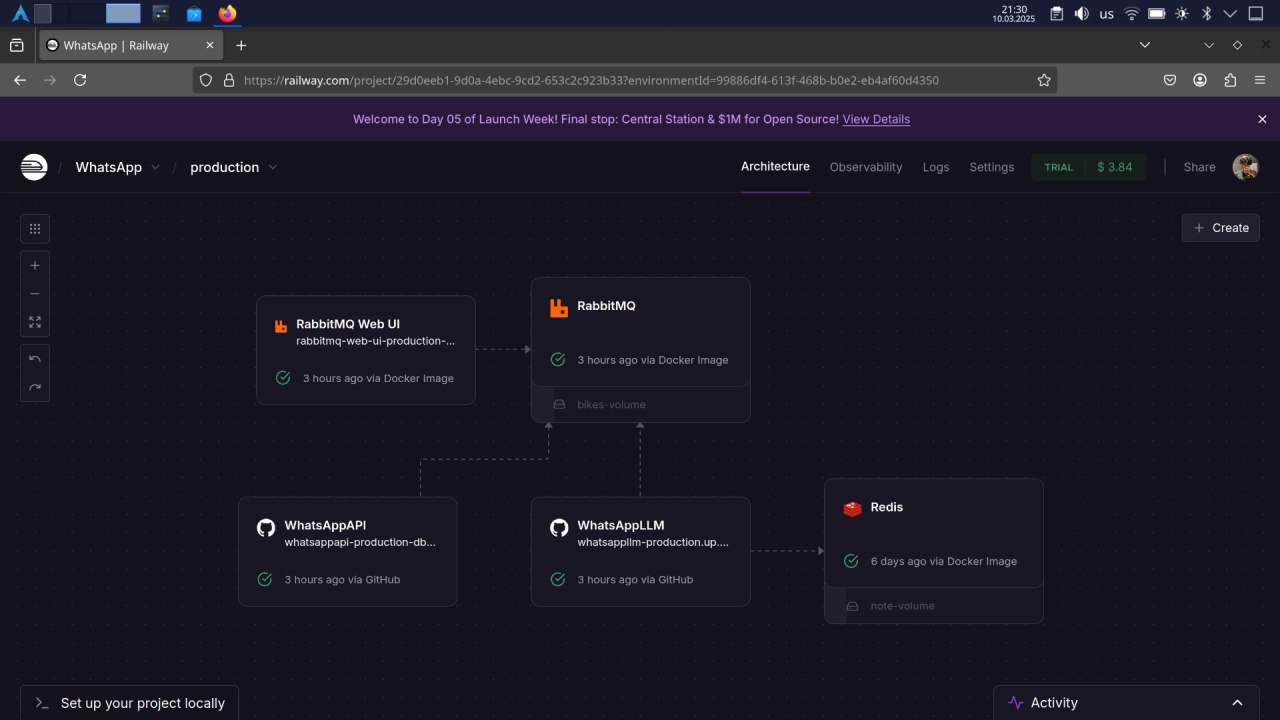 21:30
10.03.2025
us
WhatsApp | Railway
https://railway.com/project/29d0eeb1-9d0a-4ebc-9cd2-653c2c923b33?environmentId=99886df4-613f-468b-b0e2-eb4af60d4350
Welcome to Day 05 of Launch Week! Final stop: Central Station & $1M for Open Source! View Details
/ WhatsApp / production
Architecture Observability Logs Settings TRIAL $ 3.84 Share
Create
RabbitMQ Web UI
rabbitmq-web-ui-production-...
3 hours ago via Docker Image
RabbitMQ
3 hours ago via Docker Image
bikes-volume
WhatsAppAPI
whatsappapi-production-db...
3 hours ago via GitHub
WhatsAppLLM
whatsappllm-production.up....
3 hours ago via GitHub
Redis
6 days ago via Docker Image
note-volume
Set up your project locally
Activity